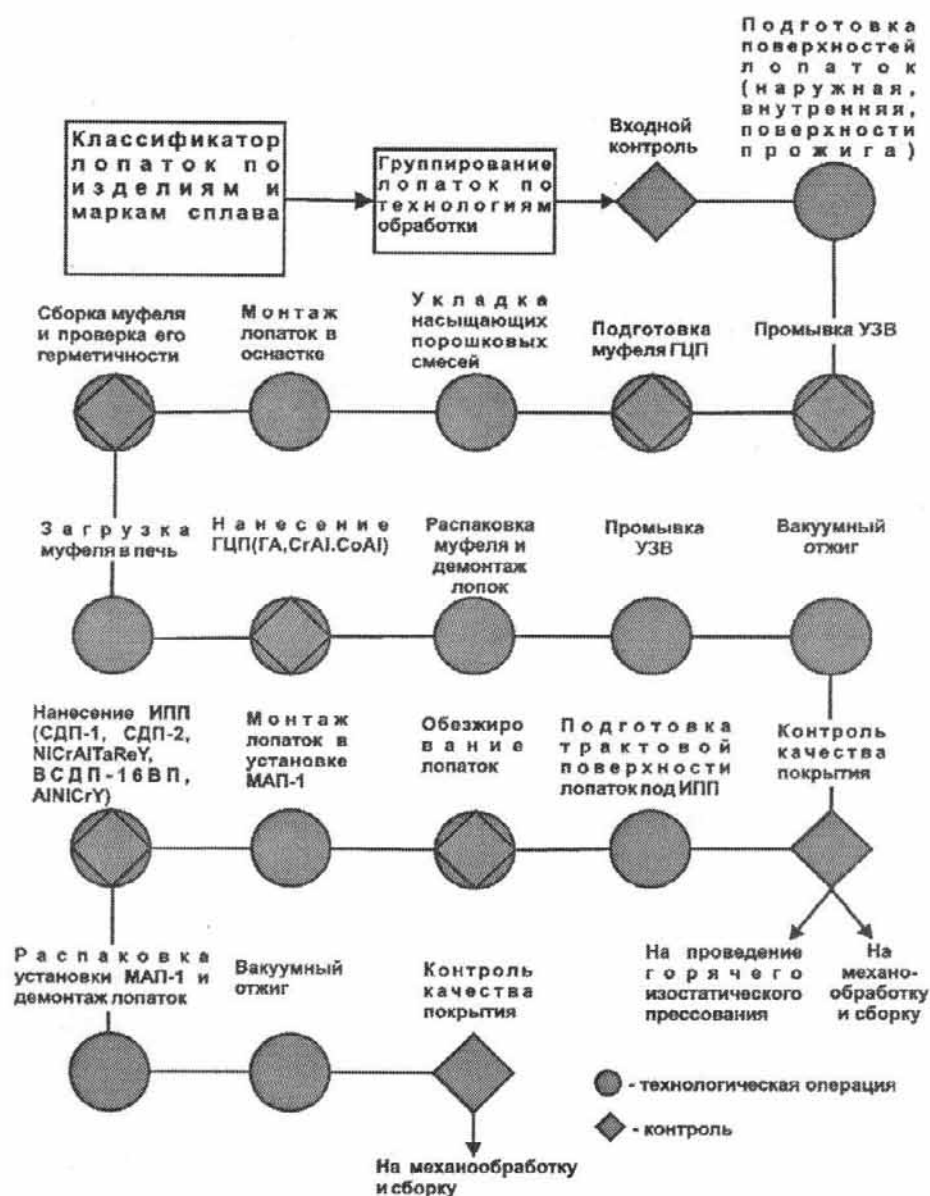 Классификатор
лопаток по
изделиям и
маркам сплава
Группирование
лопаток по
технологиям
обработки
Входной
контроль
Подготовка
поверхностей
лопаток
(наружная,
внутренняя,
поверхности
прожига)
Сборка муфеля
и проверка его
герметичности
Монтаж
лопаток в
оснастке
Укладка
насыщающих
порошковых
смесей
Подготовка
муфеля ГЦП
Промывка УЗВ
Загрузка
муфеля в печь
Нанесение
ГЦП(ГА,CrAl.CoAl)
Распаковка
муфеля и
демонтаж
лопок
Промывка
УЗВ
Вакуумный
отжиг
Нанесение ИПП
(СДП-1, СДП-2,
NiCrAlTaReY,
ВСДП-16ВП,
AlNiCrY)
Монтаж
лопаток в
установке
МАП-1
Обезжиро
вание
лопаток
Подготовка
трактовой
поверхности
лопаток под ИПП
Контроль
качества
покрытия
На проведение
горячего
изостатического
прессования
На
механо-
обработку
и сборку
Распаковка
установки МАП-1 и
демонтаж лопаток
Вакуумный
отжиг
Контроль
качества
покрытия
- технологическая операция
- контроль
На механообработку
и сборку